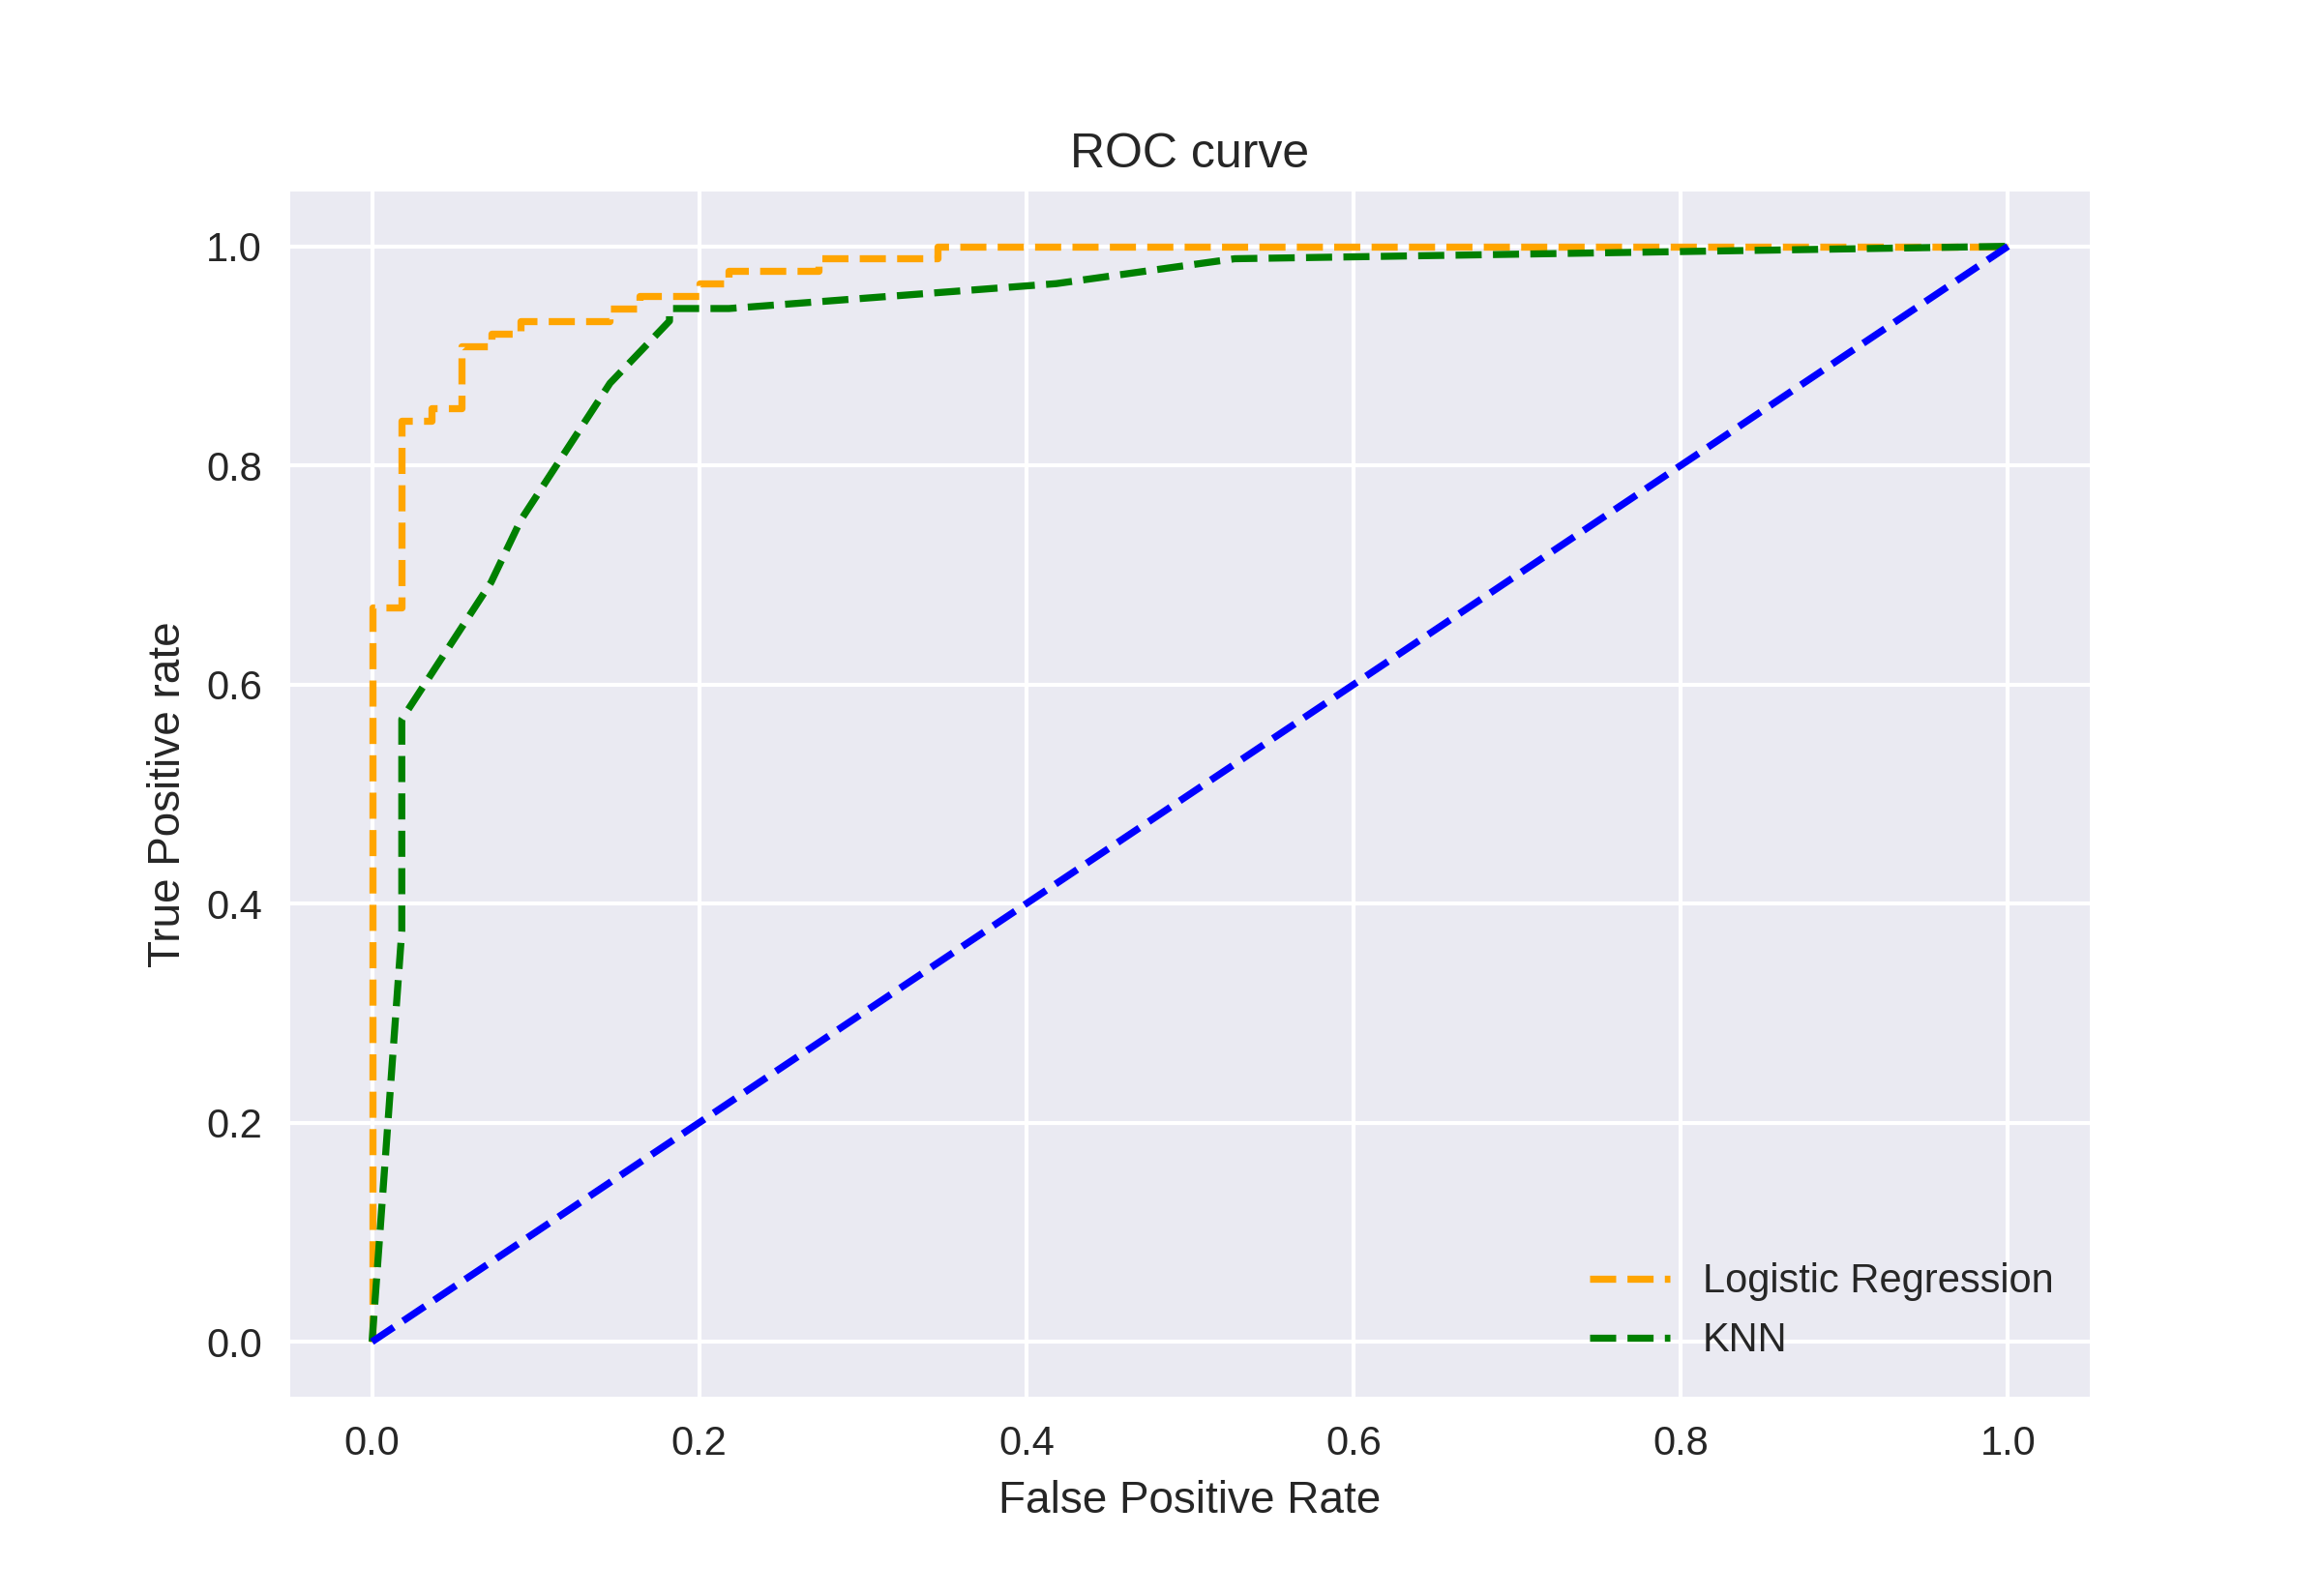 ROC curve
1.0
0.8
0.6
0.4
0.2
0.0
True Positive rate
Logistic Regression
KNN
0.0 0.2 0.4 0.6 0.8 1.0
False Positive Rate